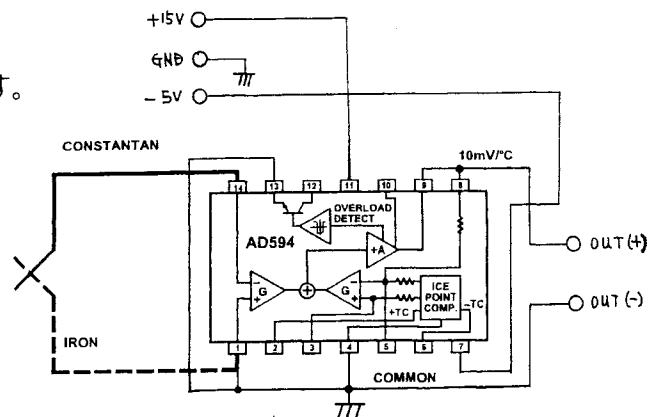 +15V
GND
す。
-5V
CONSTANTAN
10mV/°C
14 13 12 11 10 9 8
OVERLOAD
DETECT
AD594
+A
OUT(+)
G
G
ICE
POINT
COMP.
+TC
-TC
OUT(-)
IRON
1 2 3 4 5 6 7
COMMON